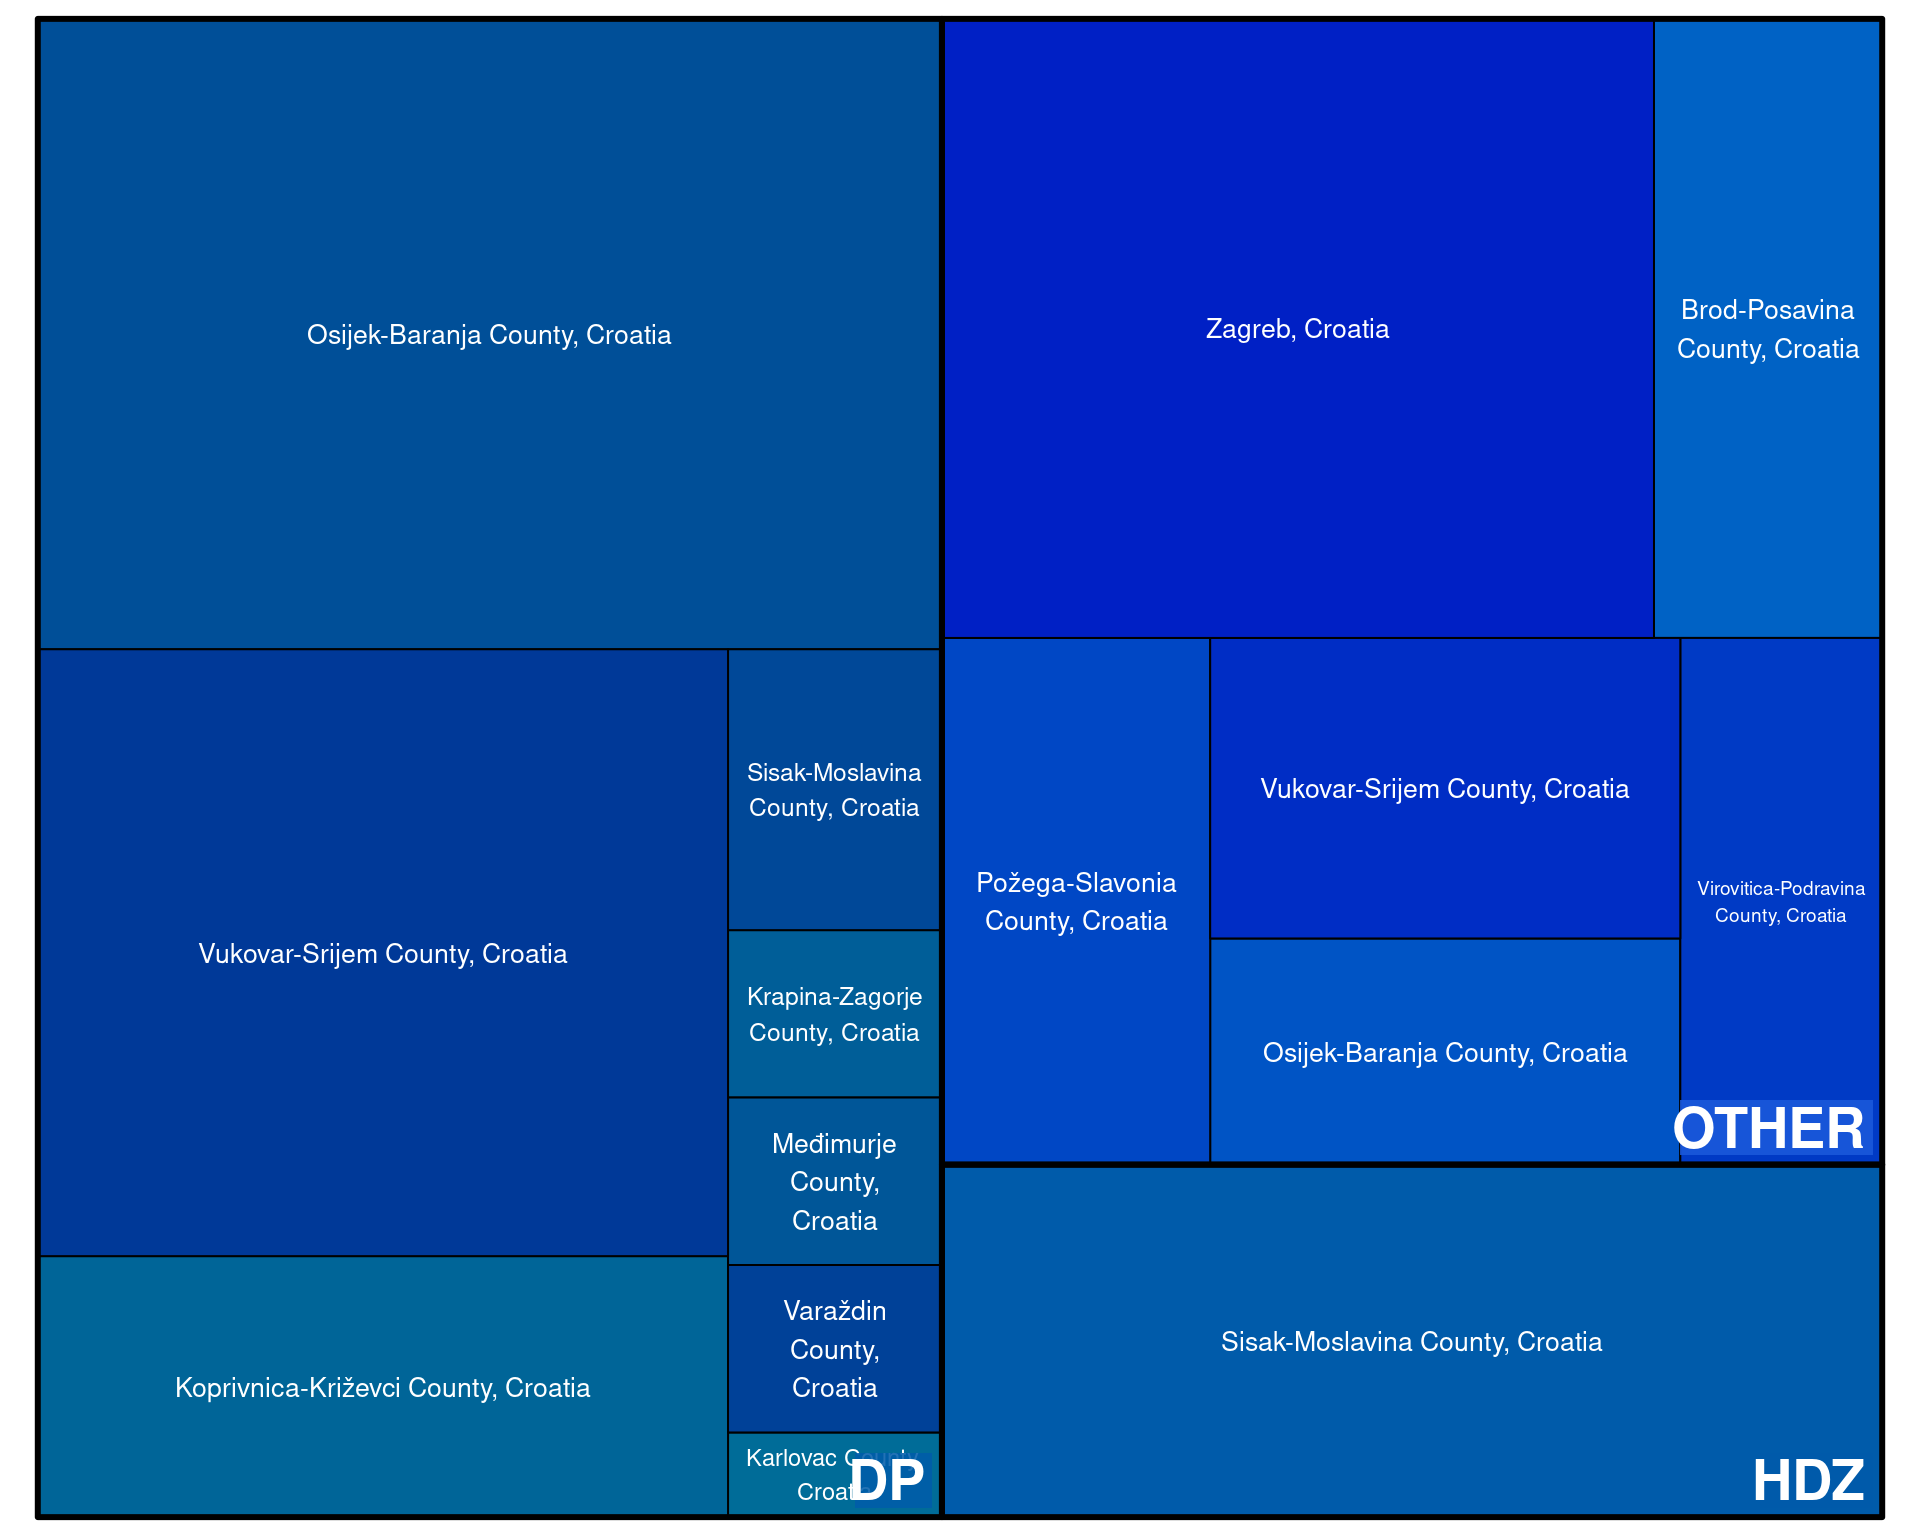 Osijek-Baranja County, Croatia
Vukovar-Srijem County, Croatia
Koprivnica-Križevci County, Croatia
Sisak-Moslavina
County, Croatia
Krapina-Zagorje
County, Croatia
Međimurje
County,
Croatia
Varaždin
County,
Croatia
Karlovac County,
Croatia
DP
Zagreb, Croatia
Brod-Posavina
County, Croatia
Požega-Slavonia
County, Croatia
Vukovar-Srijem County, Croatia
Osijek-Baranja County, Croatia
Virovitica-Podravina
County, Croatia
OTHER
Sisak-Moslavina County, Croatia
HDZ